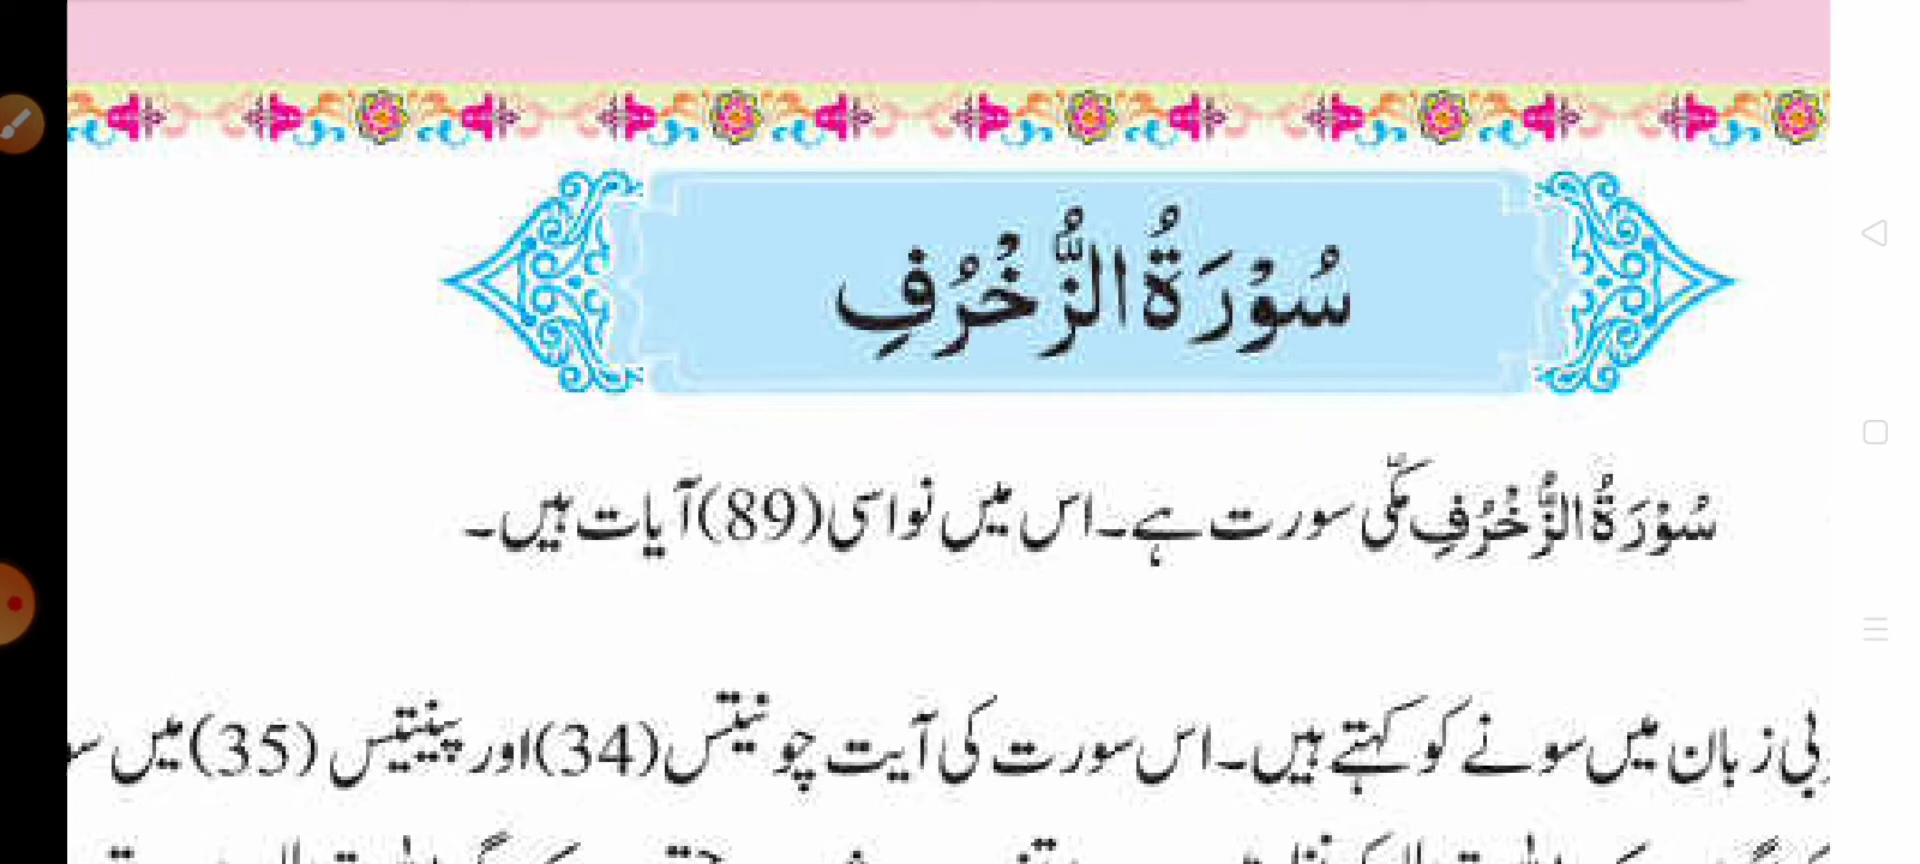 سُوْرَةُ الزُّخْرُفِ
سُوْرَةُ الزُّخْرُفِ مکّی سورت ہے۔ اس میں نواسی (89) آیات ہیں۔
بی زبان میں سونے کو کہتے ہیں۔ اس سورت کی آیت چونتیس (34) اور پینتیس (35) میں